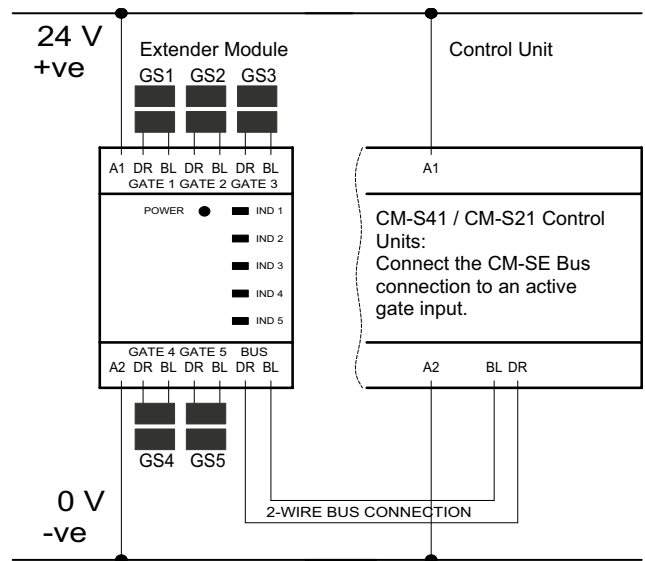 24 V
+ve
Extender Module
Control Unit
GS1 GS2 GS3
A1 DR BL DR BL DR BL
GATE 1 GATE 2 GATE 3
A1
POWER
IND 1
IND 2
IND 3
IND 4
IND 5
CM-S41 / CM-S21 Control
Units:
Connect the CM-SE Bus
connection to an active
gate input.
GATE 4 GATE 5 BUS
A2 DR BL DR BL DR BL
A2 BL DR
GS4 GS5
0 V
-ve
2-WIRE BUS CONNECTION